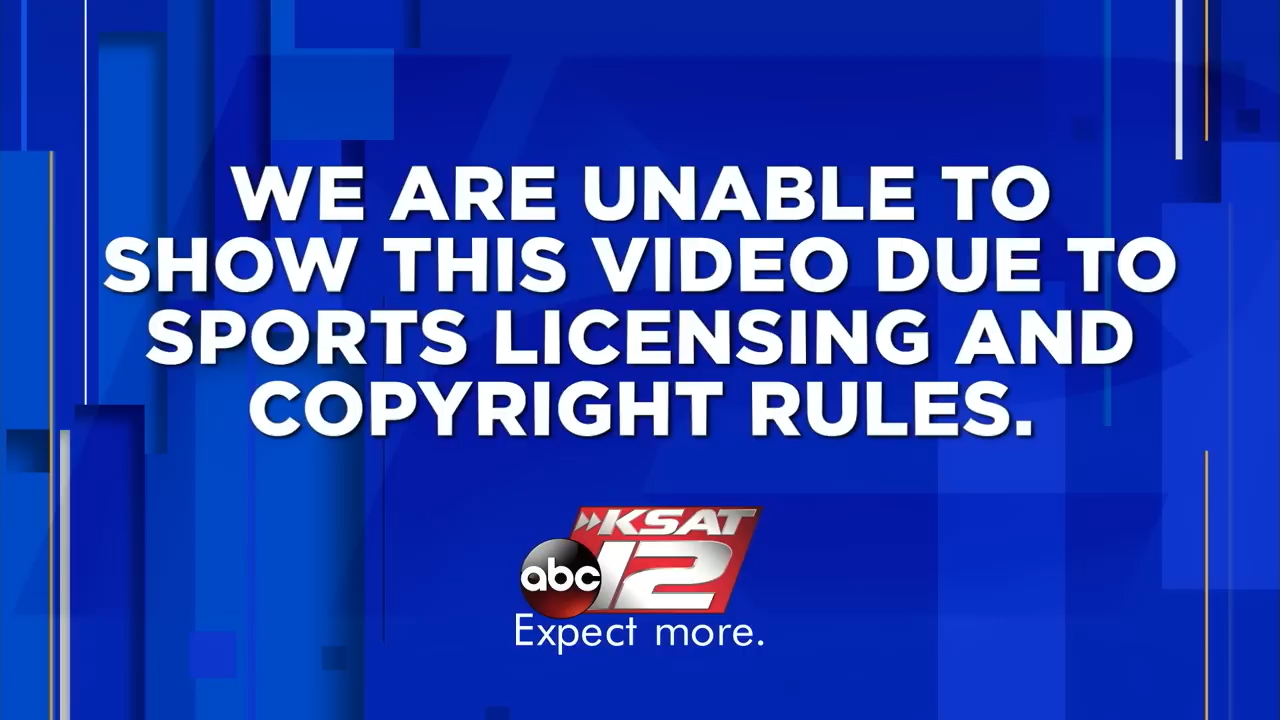 WE ARE UNABLE TO
SHOW THIS VIDEO DUE TO
SPORTS LICENSING AND
COPYRIGHT RULES.
KSAT
abc 12
Expect more.